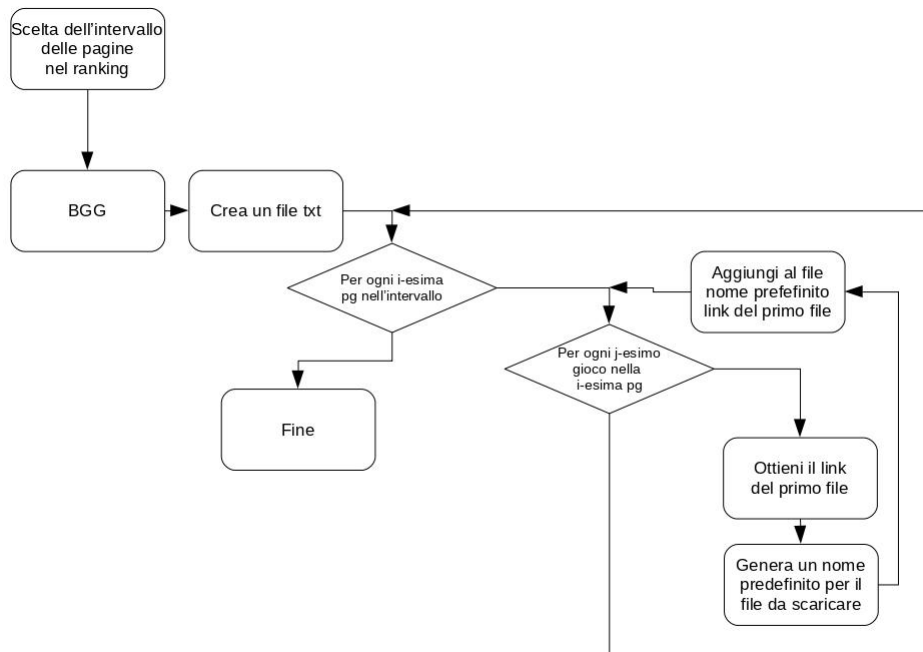 Scelta dell'intervallo
delle pagine
nel ranking
BGG
Crea un file txt
Per ogni i-esima
pg nell'intervallo
Aggiungi al file
nome prefefinito
link del primo file
Per ogni j-esimo
gioco nella
i-esima pg
Fine
Ottieni il link
del primo file
Genera un nome
predefinito per il
file da scaricare